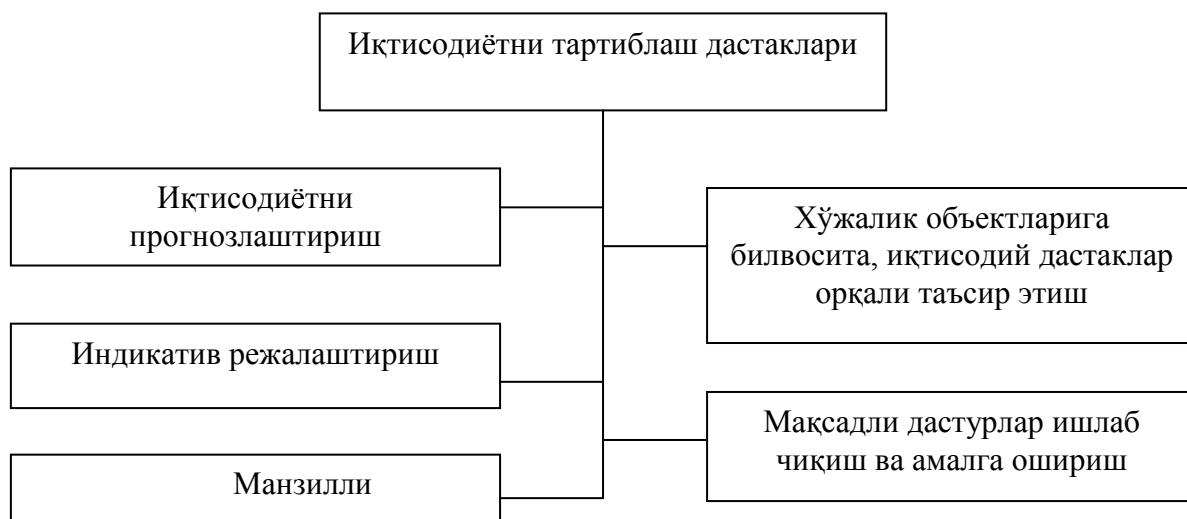 Иқтисодиётни тартиблаш дастаклари
Иқтисодиётни
прогнозлаштириш
Хўжалик объектларига
билвосита, иқтисодий дастаклар
орқали таъсир этиш
Индикатив режалаштириш
Мақсадли дастурлар ишлаб
чиқиш ва амалга ошириш
Манзилли